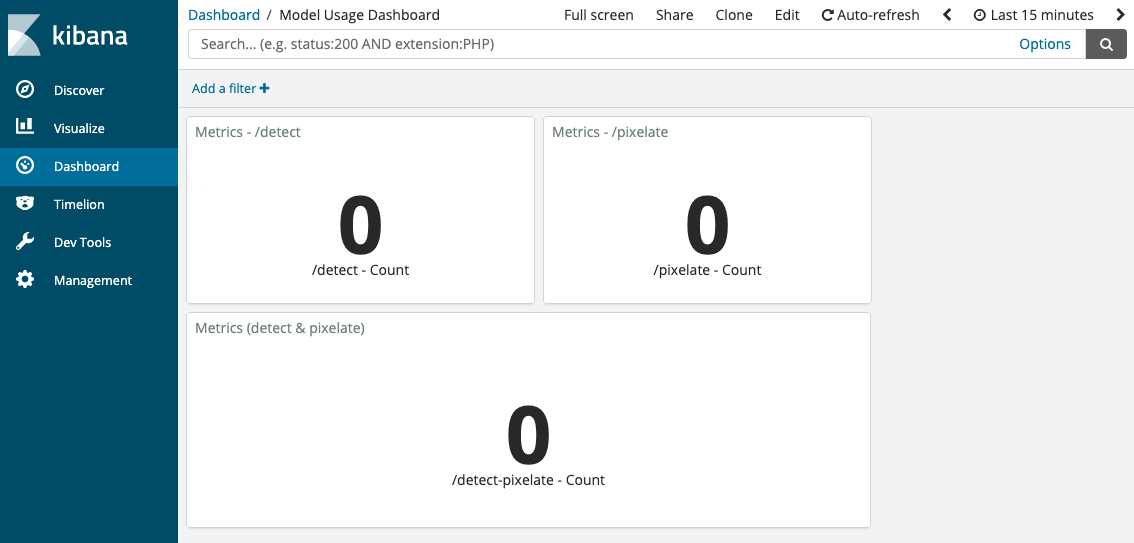 kibana
Discover
Visualize
Dashboard
Timelion
Dev Tools
Management
Dashboard / Model Usage Dashboard
Full screen Share Clone Edit Auto-refresh Last 15 minutes
Search... (e.g. status:200 AND extension:PHP) Options
Add a filter +
Metrics - /detect
0
/detect - Count
Metrics - /pixelate
0
/pixelate - Count
Metrics (detect & pixelate)
0
/detect-pixelate - Count